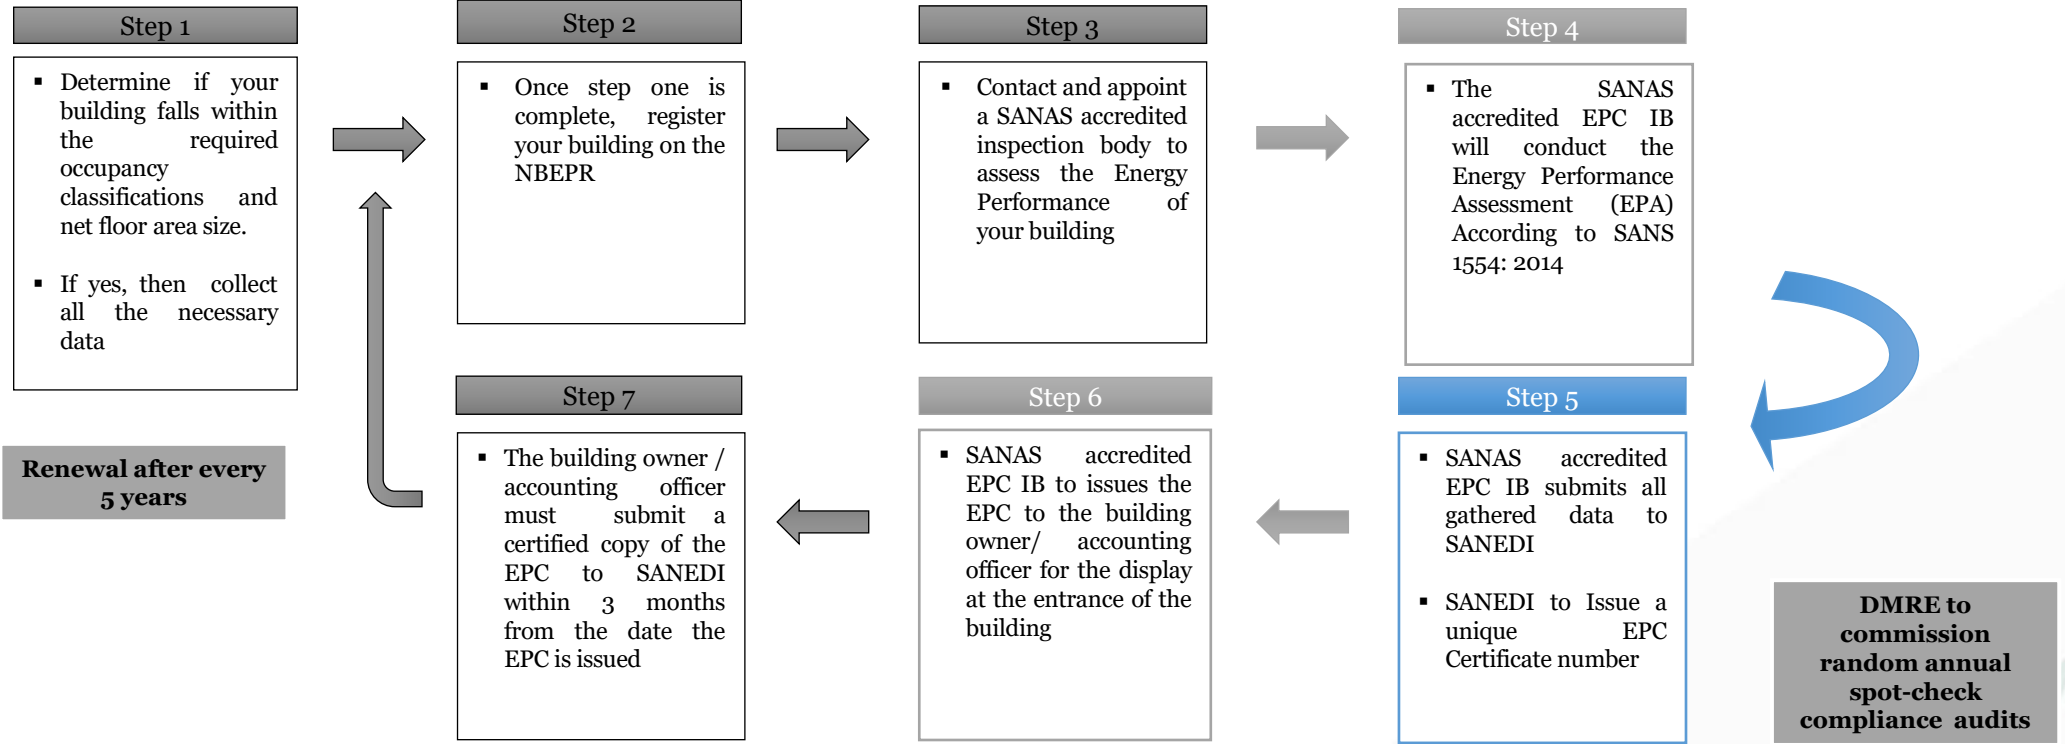 Step 1
▪ Determine if your
building falls within
the required
occupancy
classifications and
net floor area size.
▪ If yes, then collect
all the necessary
data
Step 2
▪ Once step one is
complete, register
your building on the
NBEPR
Step 3
▪ Contact and appoint
a SANAS accredited
inspection body to
assess the Energy
Performance of
your building
Step 4
▪ The SANAS
accredited EPC IB
will conduct the
Energy Performance
Assessment (EPA)
According to SANS
1554: 2014
Step 5
▪ SANAS accredited
EPC IB submits all
gathered data to
SANEDI
▪ SANEDI to Issue a
unique EPC
Certificate number
Step 6
▪ SANAS accredited
EPC IB to issues the
EPC to the building
owner/ accounting
officer for the display
at the entrance of the
building
Step 7
▪ The building owner /
accounting officer
must submit a
certified copy of the
EPC to SANEDI
within 3 months
from the date the
EPC is issued
Renewal after every
5 years
DMRE to
commission
random annual
spot-check
compliance audits